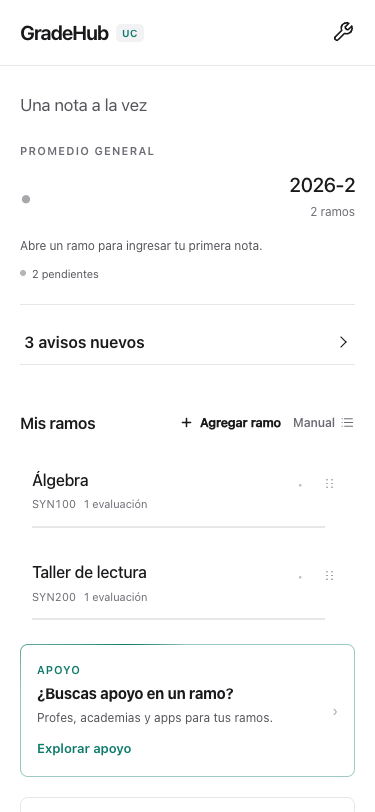 GradeHub UC
Una nota a la vez
PROMEDIO GENERAL
2026-2
2 ramos
Abre un ramo para ingresar tu primera nota.
2 pendientes
3 avisos nuevos
Mis ramos + Agregar ramo Manual
Álgebra
SYN100 1 evaluación
Taller de lectura
SYN200 1 evaluación
APOYO
¿Buscas apoyo en un ramo?
Profes, academias y apps para tus ramos.
Explorar apoyo